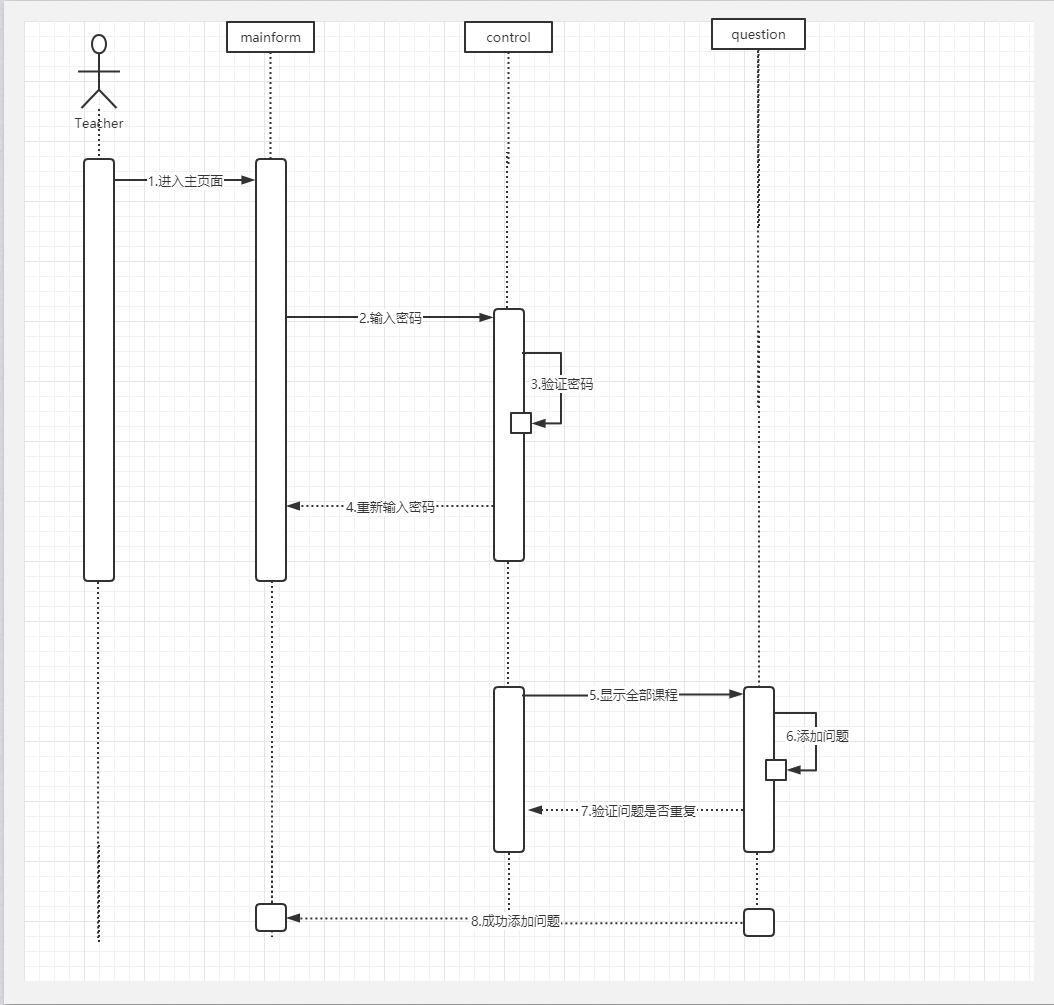 mainform
control
question
Teacher
1.进入主页面
2.输入密码
3.验证密码
4.重新输入密码
5.显示全部课程
6.添加问题
7.验证问题是否重复
8.成功添加问题